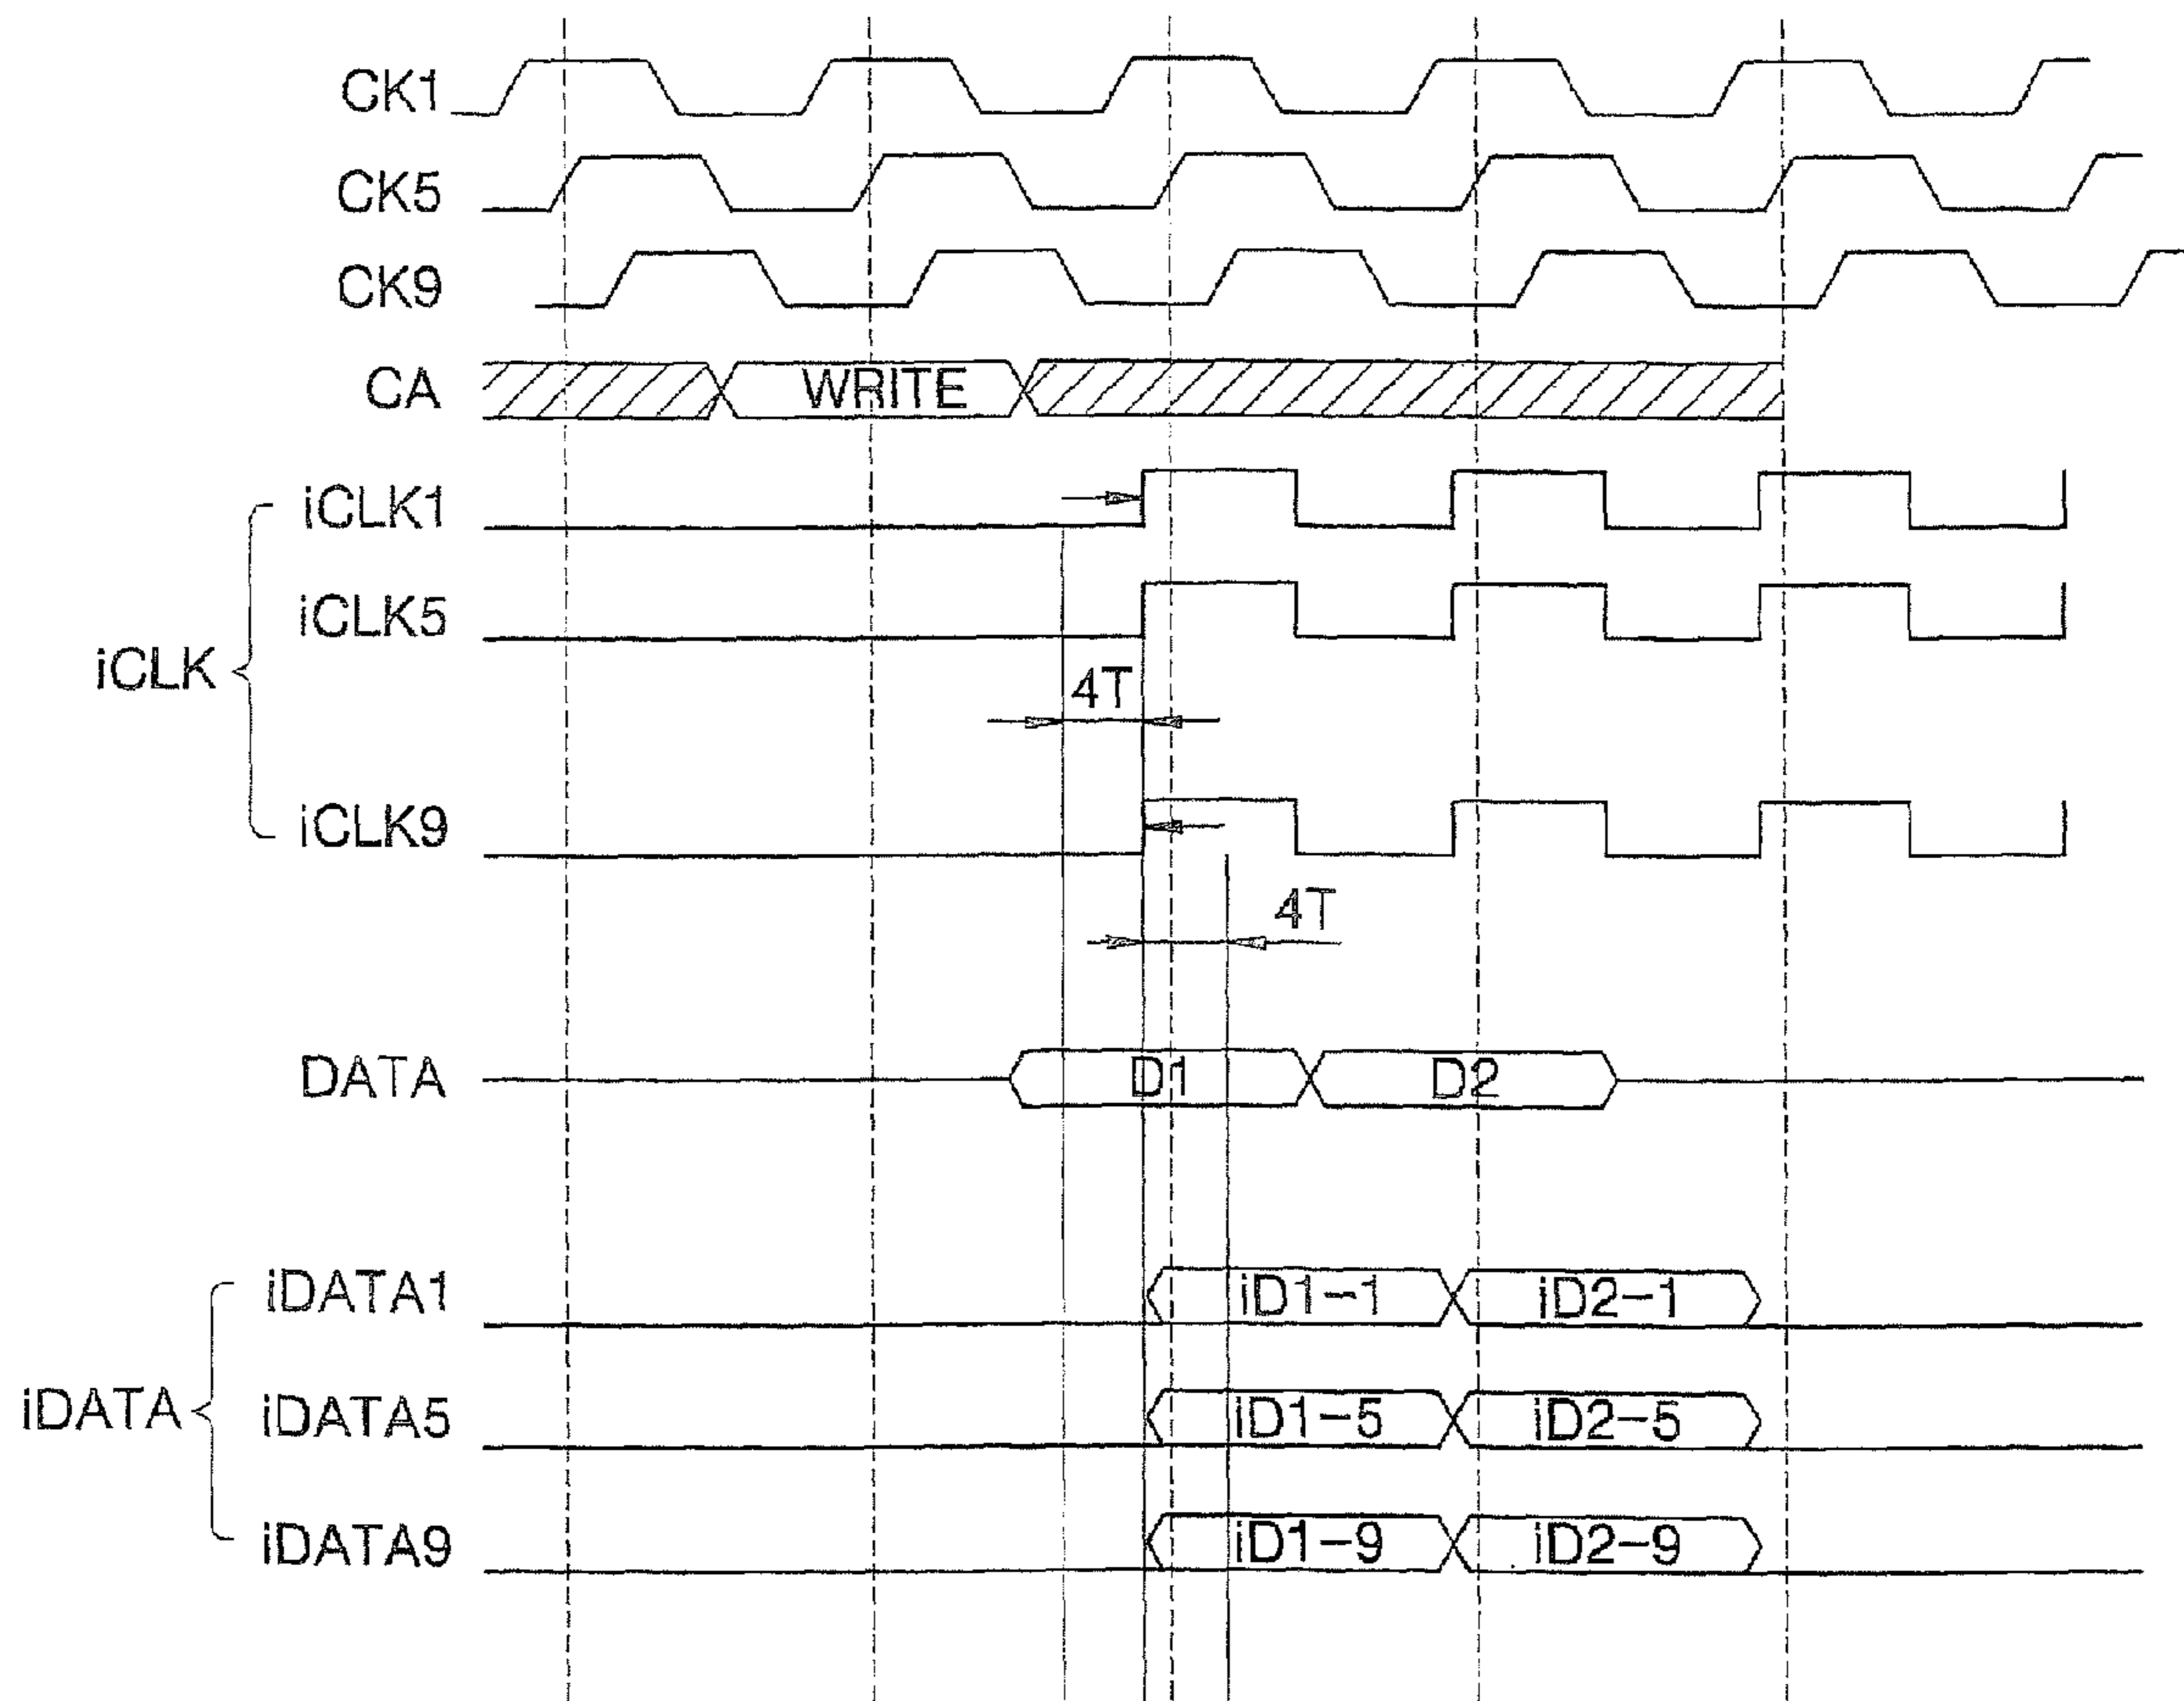 CK1
CK5
CK9
CA WRITE
iCLK1
iCLK5
iCLK
4T
iCLK9
4T
DATA D1 D2
iDATA1 iD1-1 iD2-1
iDATA iDATA5 iD1-5 iD2-5
iDATA9 iD1-9 iD2-9